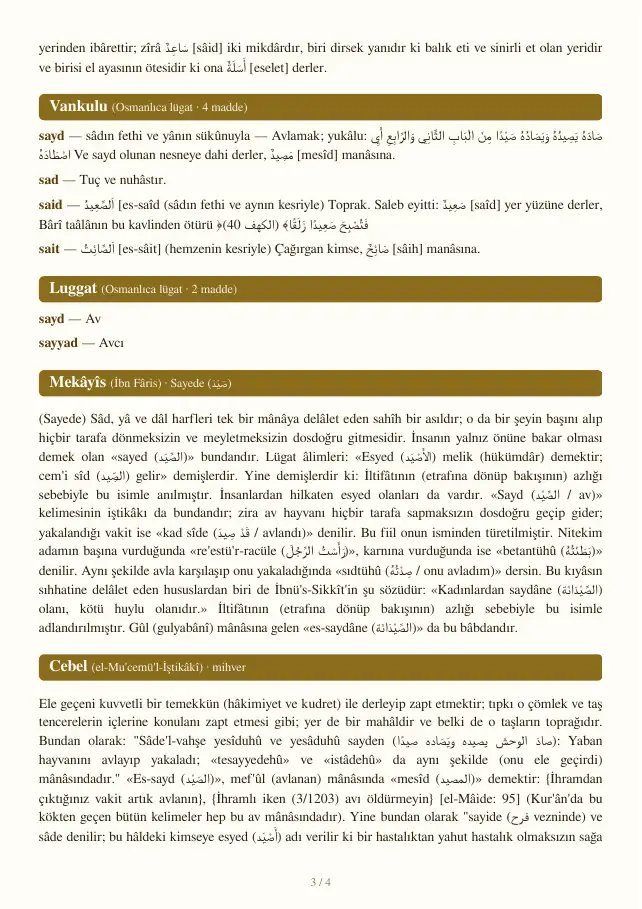 yerinden ibârettir; zîrâ سَاعِدٌ [sâid] iki mikdârdır, biri dirsek yanıdır ki balık eti ve sinirli et olan yeridir
ve birisi el ayasının ötesidir ki ona أَسَلَةٌ [eselet] derler.
Vankulu (Osmanlıca lügat · 4 madde)
sayd — sâdın fethi ve yânın sükûnuyla — Avlamak; yukâlu: صَادَهُ يَصِيدُهُ وَيَصَادُهُ صَيْدًا مِنَ الْبَابِ الثَّانِي وَالرَّابِعِ أَيِ
اصْطَادَهُ Ve sayd olunan nesneye dahi derler, مَصِيدٌ [mesîd] manâsına.
sad — Tuç ve nuhâstır.
said — اَلصَّعِيدُ [es-saîd (sâdın fethi ve aynın kesriyle) Toprak. Saleb eyitti: صَعِيدٌ [saîd] yer yüzüne derler,
Bârî taâlânın bu kavlinden ötürü ﴿فَتُصْبِحَ صَعِيدًا زَلَقًا﴾ (الكهف 40)
sait — اَلصَّائِتُ [es-sâit] (hemzenin kesriyle) Çağırgan kimse, صَائِحٌ [sâih] manâsına.
Luggat (Osmanlıca lügat · 2 madde)
sayd — Av
sayyad — Avcı
Mekâyîs (İbn Fâris) · Sayede (صَيَدَ)
(Sayede) Sâd, yâ ve dâl harfleri tek bir mânâya delâlet eden sahîh bir asıldır; o da bir şeyin başını alıp
hiçbir tarafa dönmeksizin ve meyletmeksizin dosdoğru gitmesidir. İnsanın yalnız önüne bakar olması
demek olan «sayed (الصَّيَد)» bundandır. Lügat âlimleri: «Esyed (الأَصْيَد) melik (hükümdâr) demektir;
cem'i sîd (الصِّيد) gelir» demişlerdir. Yine demişlerdir ki: İltifâtının (etrafına dönüp bakışının) azlığı
sebebiyle bu isimle anılmıştır. İnsanlardan hilkaten esyed olanları da vardır. «Sayd (الصَّيْد / av)»
kelimesinin iştikâkı da bundandır; zira av hayvanı hiçbir tarafa sapmaksızın dosdoğru geçip gider;
yakalandığı vakit ise «kad sîde (قَدْ صِيدَ / avlandı)» denilir. Bu fiil onun isminden türetilmiştir. Nitekim
adamın başına vurduğunda «re'estü'r-racüle (رَأَسْتُ الرَّجُلَ)», karnına vurduğunda ise «betantühû (بَطَنْتُهُ)»
denilir. Aynı şekilde avla karşılaşıp onu yakaladığında «sıdtühû (صِدْتُهُ / onu avladım)» dersin. Bu kıyâsın
sıhhatine delâlet eden hususlardan biri de İbnü's-Sikkît'in şu sözüdür: «Kadınlardan saydâne (الصَّيْدَانَة)
olanı, kötü huylu olanıdır.» İltifâtının (etrafına dönüp bakışının) azlığı sebebiyle bu isimle
adlandırılmıştır. Gûl (gulyabânî) mânâsına gelen «es-saydâne (الصَّيْدَانَة)» da bu bâbdandır.
Cebel (el-Mu'cemü'l-İştikâkî) · mihver
Ele geçeni kuvvetli bir temekkün (hâkimiyet ve kudret) ile derleyip zapt etmektir; tıpkı o çömlek ve taş
tencerelerin içlerine konulanı zapt etmesi gibi; yer de bir mahâldir ve belki de o taşların toprağıdır.
Bundan olarak: "Sâde'l-vahşe yesîduhû ve yesâduhû sayden (صادَ الوحشَ يصيده ويَصَاده صيدًا): Yaban
hayvanını avlayıp yakaladı; «tesayyedehû» ve «istâdehû» da aynı şekilde (onu ele geçirdi)
mânâsındadır." «Es-sayd (الصَّيْد)», mef'ûl (avlanan) mânâsında «mesîd (المصيد)» demektir: {İhramdan
çıktığınız vakit artık avlanın}, {İhramlı iken (3/1203) avı öldürmeyin} [el-Mâide: 95] (Kur'ân'da bu
kökten geçen bütün kelimeler hep bu av mânâsındadır). Yine bundan olarak "sayide (فرح vezninde) ve
sâde denilir; bu hâldeki kimseye esyed (أَصْيَد) adı verilir ki bir hastalıktan yahut hastalık olmaksızın sağa
3 / 4